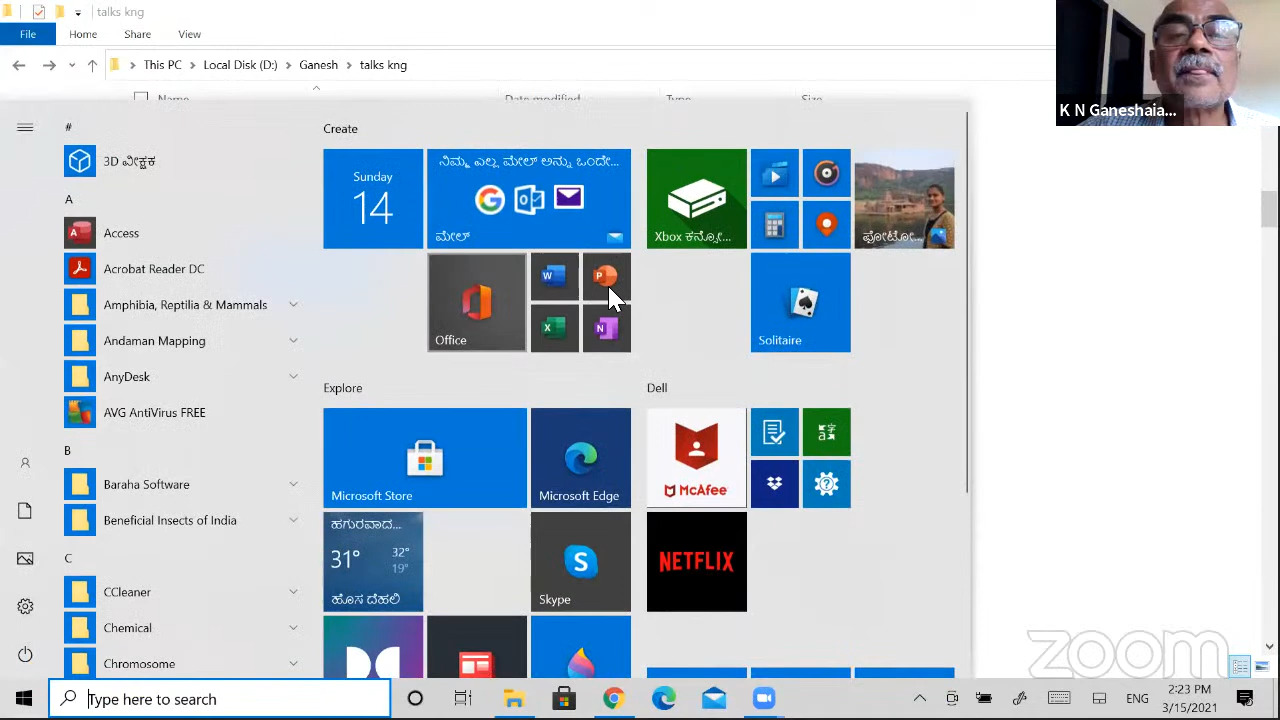 talks kng
File Home Share View
This PC Local Disk (D:) Ganesh talks kng
Name Date modified Type Size
K N Ganeshaia...
#
3D ವೀಕ್ಷಕ
A
Access
Acrobat Reader DC
Amphibia, Reptilia & Mammals
Andaman Mapping
AnyDesk
AVG AntiVirus FREE
B
Baraha Software
Beneficial Insects of India
C
CCleaner
Chemical
Chromosome
Create
Sunday
14
ನಿಮ್ಮ ಎಲ್ಲ ಮೇಲ್ ಅನ್ನು ಒಂದೇ...
ಮೇಲ್
Xbox ಕನ್ಸೋ...
ಫೋಟೋ...
Office
Solitaire
Explore
Microsoft Store
Microsoft Edge
ಹಗುರವಾದ...
31° 32°
19°
ಹೊಸ ದೆಹಲಿ
Skype
Dell
McAfee
NETFLIX
zoom
Type here to search
ENG
2:23 PM
3/15/2021